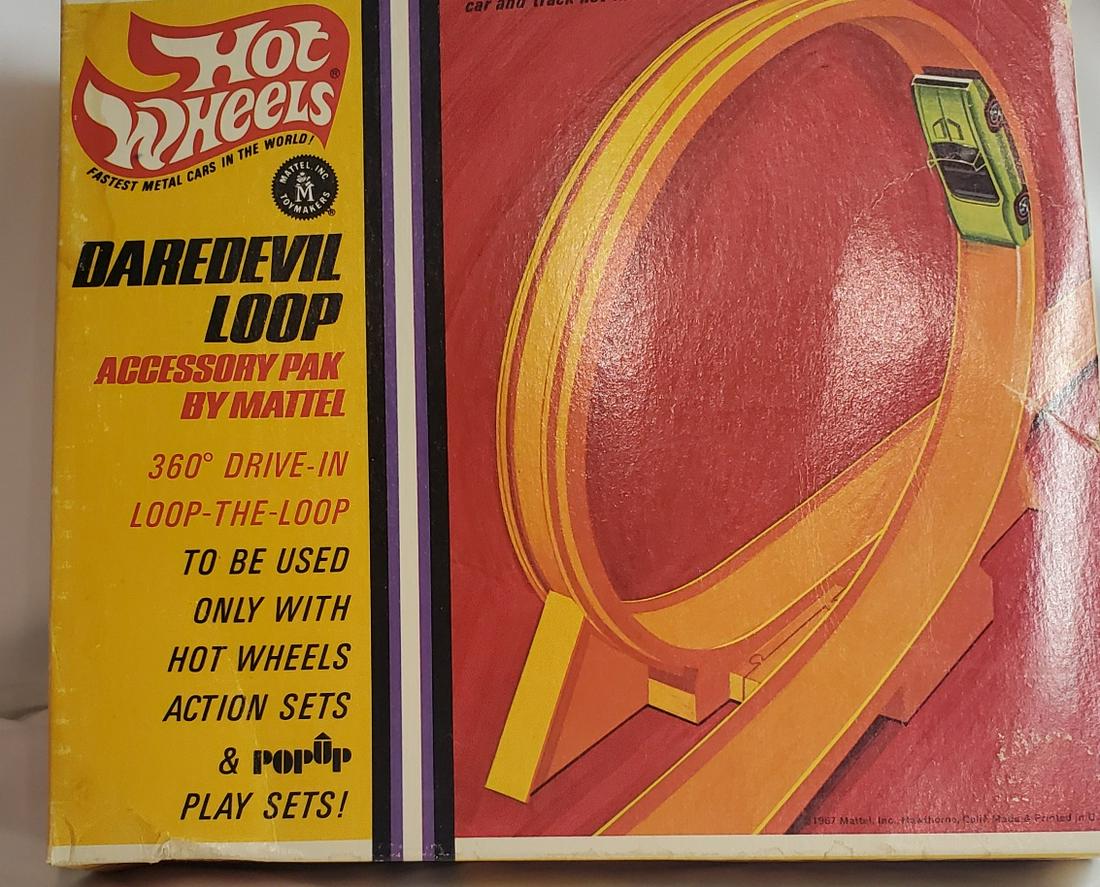 car and track not in
HOT
WHEELS®
FASTEST METAL CARS IN THE WORLD!
MATTEL, INC.
M
TOYMAKERS
®
DAREDEVIL
LOOP
ACCESSORY PAK
BY MATTEL
360° DRIVE-IN
LOOP-THE-LOOP
TO BE USED
ONLY WITH
HOT WHEELS
ACTION SETS
& POPUP
PLAY SETS!
©1967 Mattel, Inc., Hawthorne, Calif. Made & Printed in U.